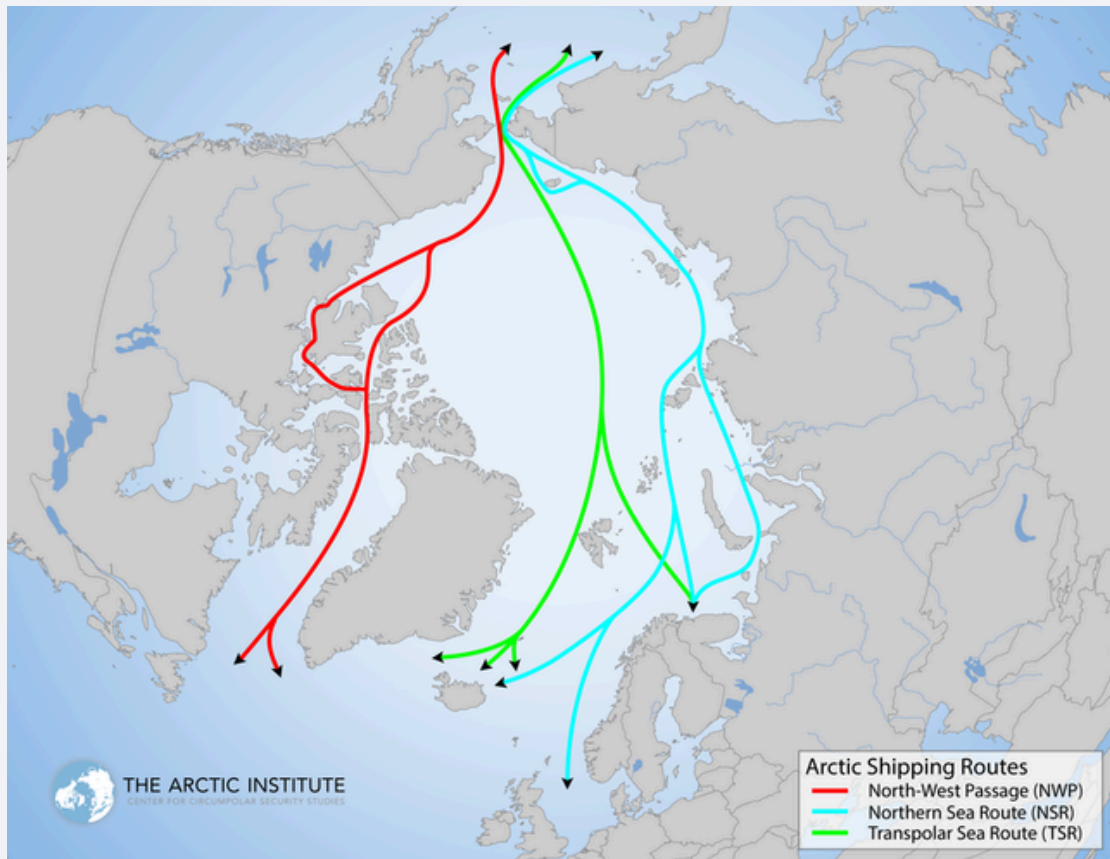 THE ARCTIC INSTITUTE
CENTER FOR CIRCUMPOLAR SECURITY STUDIES
Arctic Shipping Routes
North-West Passage (NWP)
Northern Sea Route (NSR)
Transpolar Sea Route (TSR)